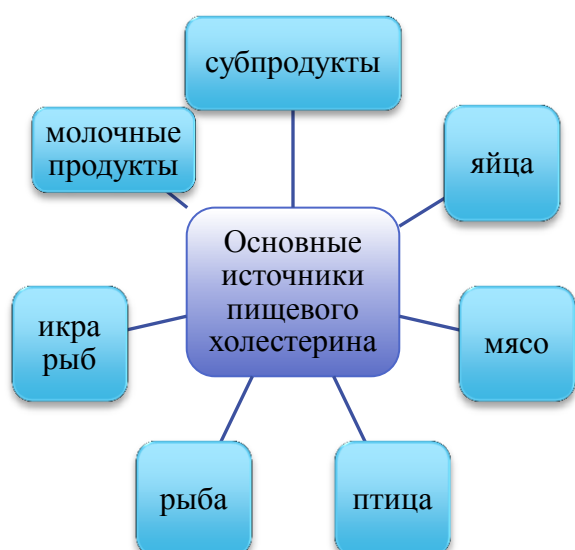 субпродукты
молочные
продукты
яйца
Основные
источники
пищевого
холестерина
икра
рыб
мясо
рыба
птица